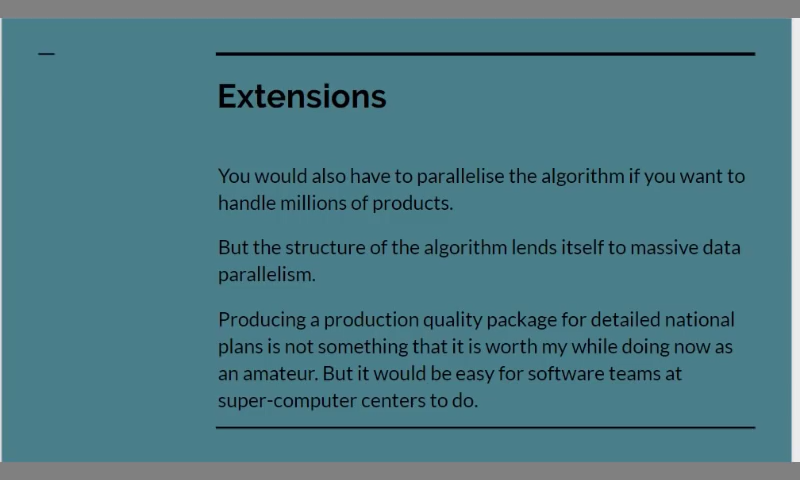 Extensions
You would also have to parallelise the algorithm if you want to
handle millions of products.
But the structure of the algorithm lends itself to massive data
parallelism.
Producing a production quality package for detailed national
plans is not something that it is worth my while doing now as
an amateur. But it would be easy for software teams at
super-computer centers to do.